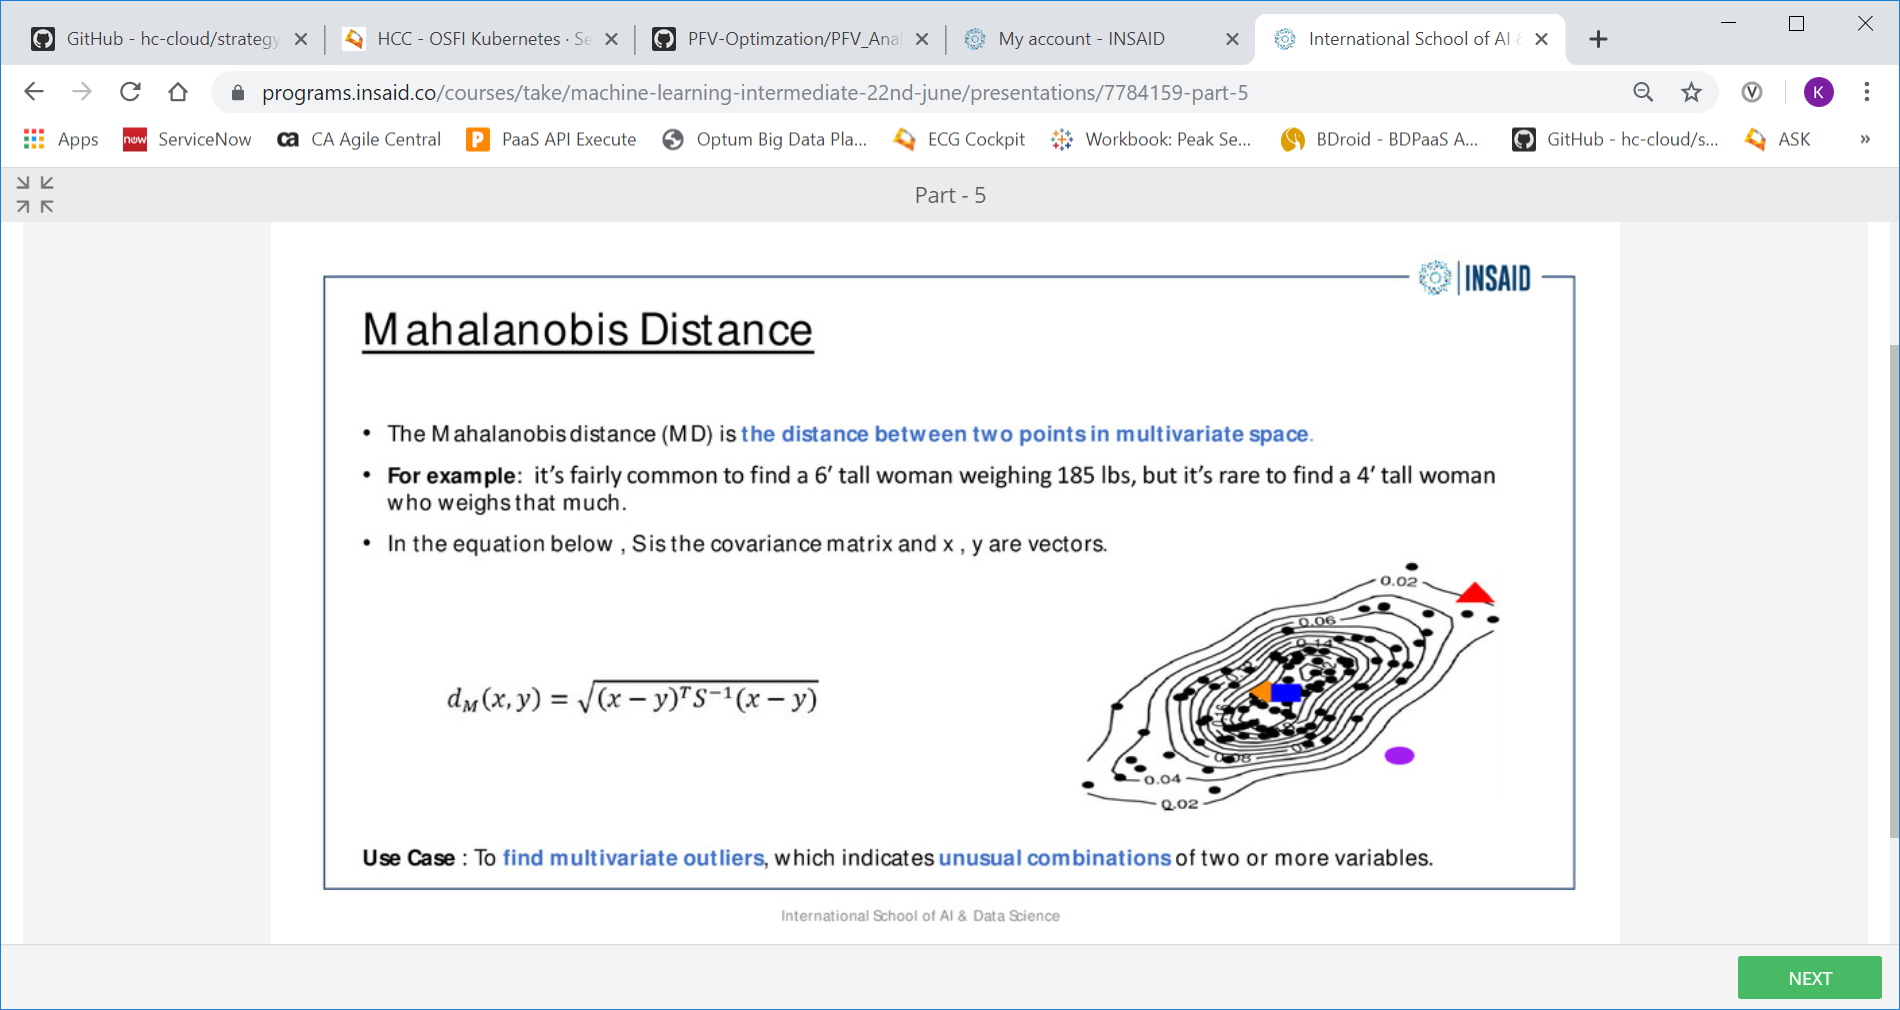 GitHub - hc-cloud/strategy
HCC - OSFI Kubernetes · Se
PFV-Optimzation/PFV_Anal
My account - INSAID
International School of AI &
programs.insaid.co/courses/take/machine-learning-intermediate-22nd-june/presentations/7784159-part-5
K
Apps
now
ServiceNow
ca
CA Agile Central
P
PaaS API Execute
Optum Big Data Pla...
ECG Cockpit
Workbook: Peak Se...
BDroid - BDPaaS A...
GitHub - hc-cloud/s...
ASK
»
Part - 5
INSAID
Mahalanobis Distance
• The Mahalanobis distance (MD) is the distance between two points in multivariate space.
• For example: it’s fairly common to find a 6’ tall woman weighing 185 lbs, but it’s rare to find a 4’ tall woman
who weighs that much.
• In the equation below , S is the covariance matrix and x , y are vectors.
0.02
0.06
0.14
d_M(x, y) = √(x − y)^T S^−1 (x − y)
0.08
0.04
0.02
Use Case : To find multivariate outliers, which indicates unusual combinations of two or more variables.
International School of AI & Data Science
NEXT